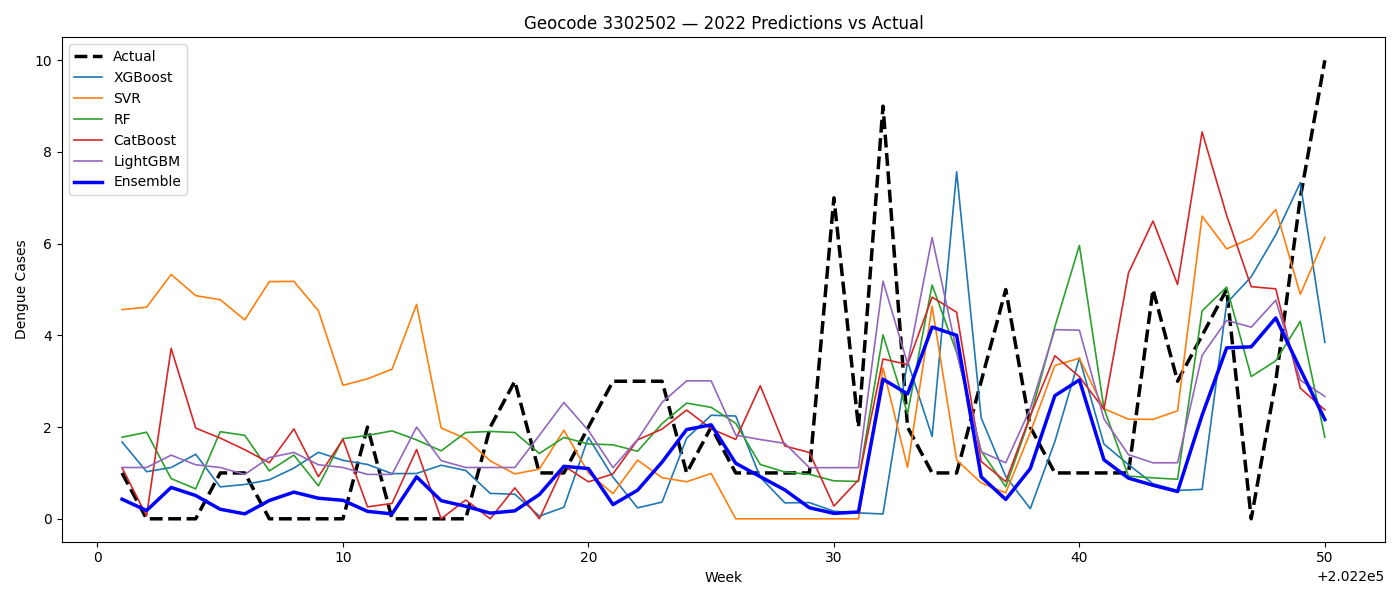 Geocode 3302502 — 2022 Predictions vs Actual
Actual
XGBoost
SVR
RF
CatBoost
LightGBM
Ensemble
Dengue Cases
10
8
6
4
2
0
0 10 20 30 40 50
+2.022e5
Week